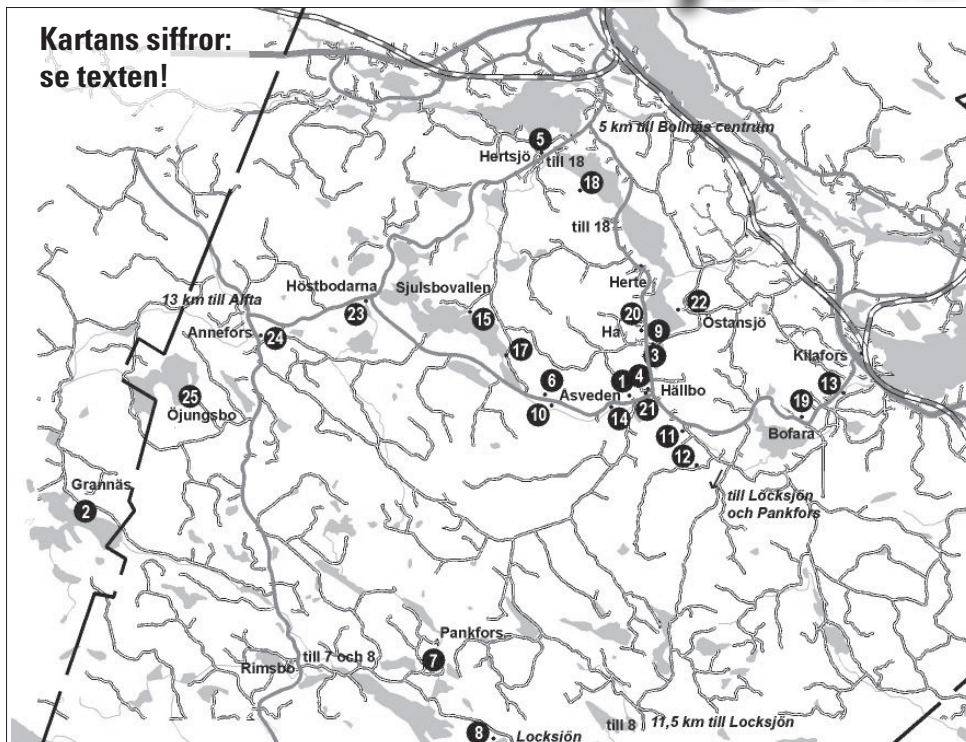 Kartans siffror:
se texten!
5 km till Bollnäs centrum
5
Hertsjö
till 18
18
till 18
Herte
Höstbodarna
Sjulsbovallen
13 km till Alfta
23
15
22
20
Östansjö
Annefors
24
Ha
9
17
3
Kilafors
6
1
4
Hällbo
13
25
Asveden
Öjungsbo
10
14
21
19
11
Bofara
12
Grannäs
2
till Locksjön
och Pankfors
Pankfors
till 7 och 8
7
Rimsbo
8
Locksjön
till 8
11,5 km till Locksjön